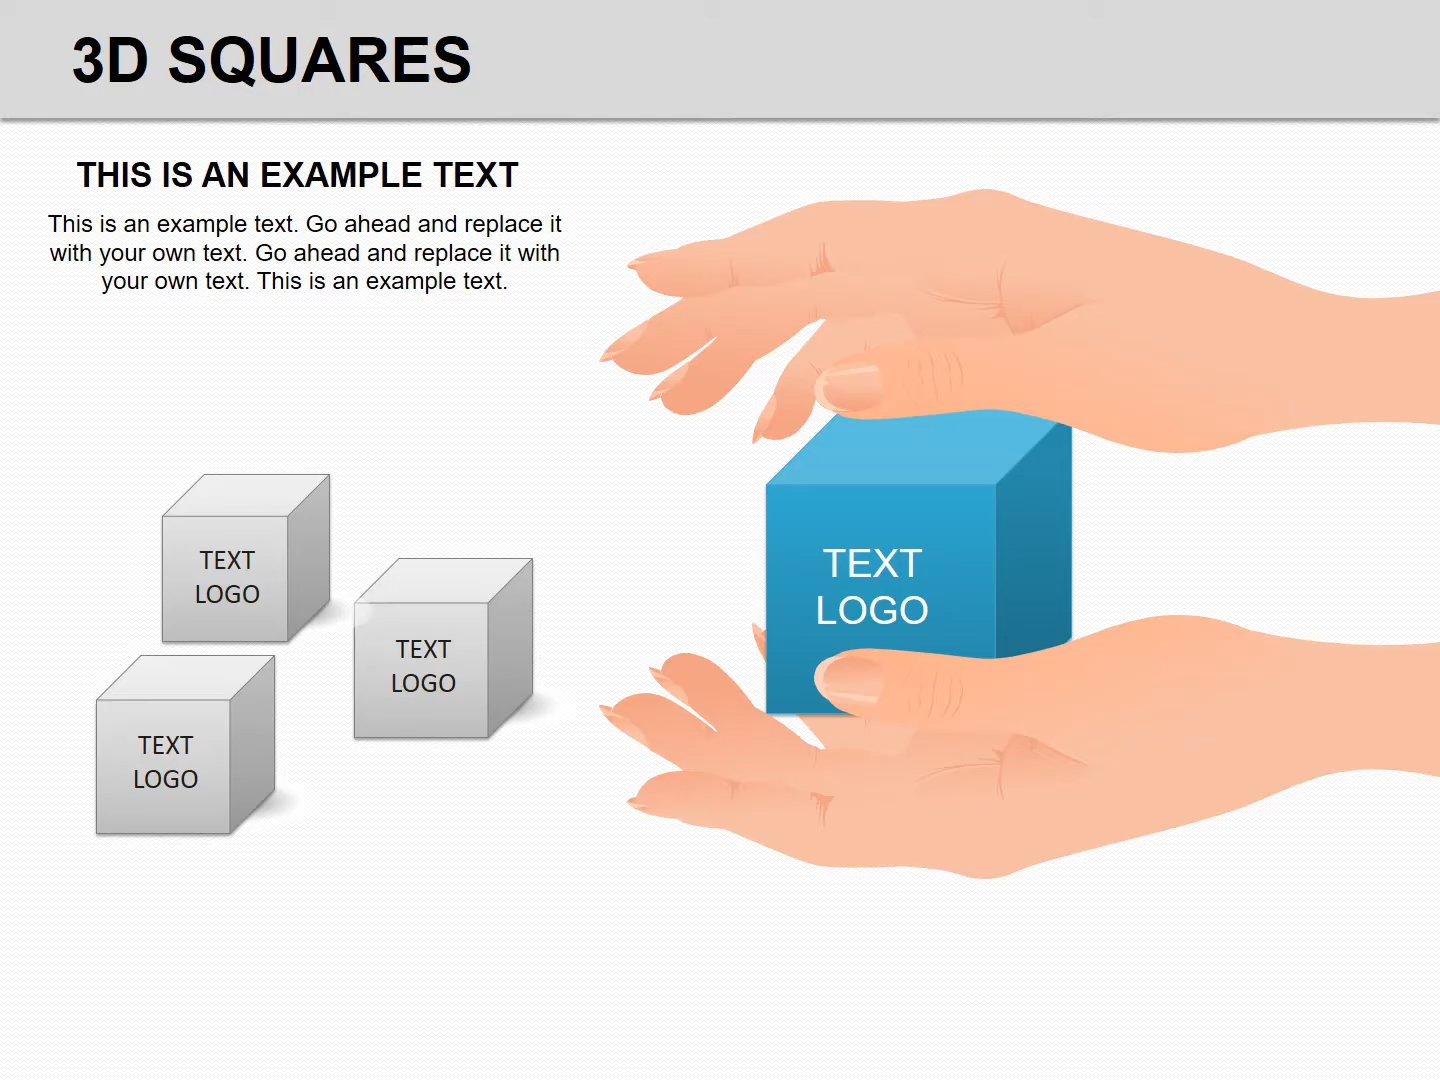 3D SQUARES
THIS IS AN EXAMPLE TEXT
This is an example text. Go ahead and replace it
with your own text. Go ahead and replace it with
your own text. This is an example text.
TEXT
LOGO
TEXT
LOGO
TEXT
LOGO
TEXT
LOGO